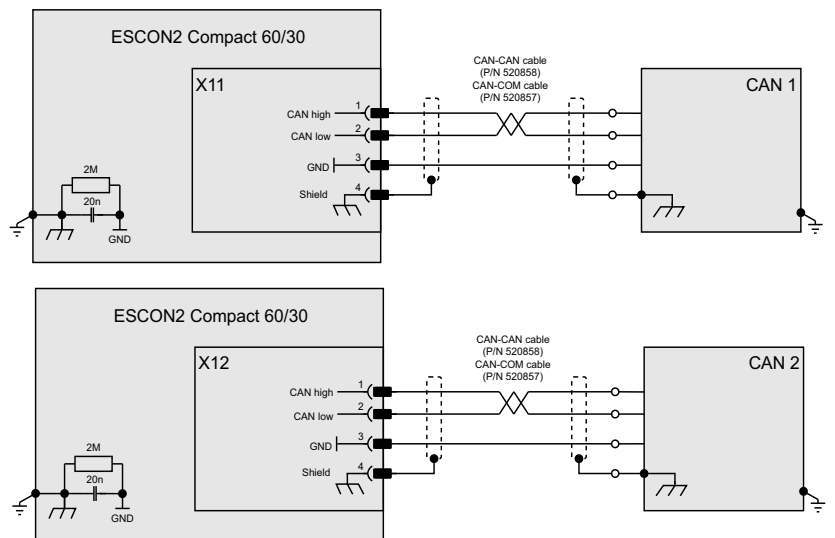 ESCON2 Compact 60/30
X11
CAN high
1
CAN low
2
GND
3
Shield
4
2M
20n
GND
CAN-CAN cable
(P/N 520858)
CAN-COM cable
(P/N 520857)
CAN 1
ESCON2 Compact 60/30
X12
CAN high
1
CAN low
2
GND
3
Shield
4
2M
20n
GND
CAN-CAN cable
(P/N 520858)
CAN-COM cable
(P/N 520857)
CAN 2